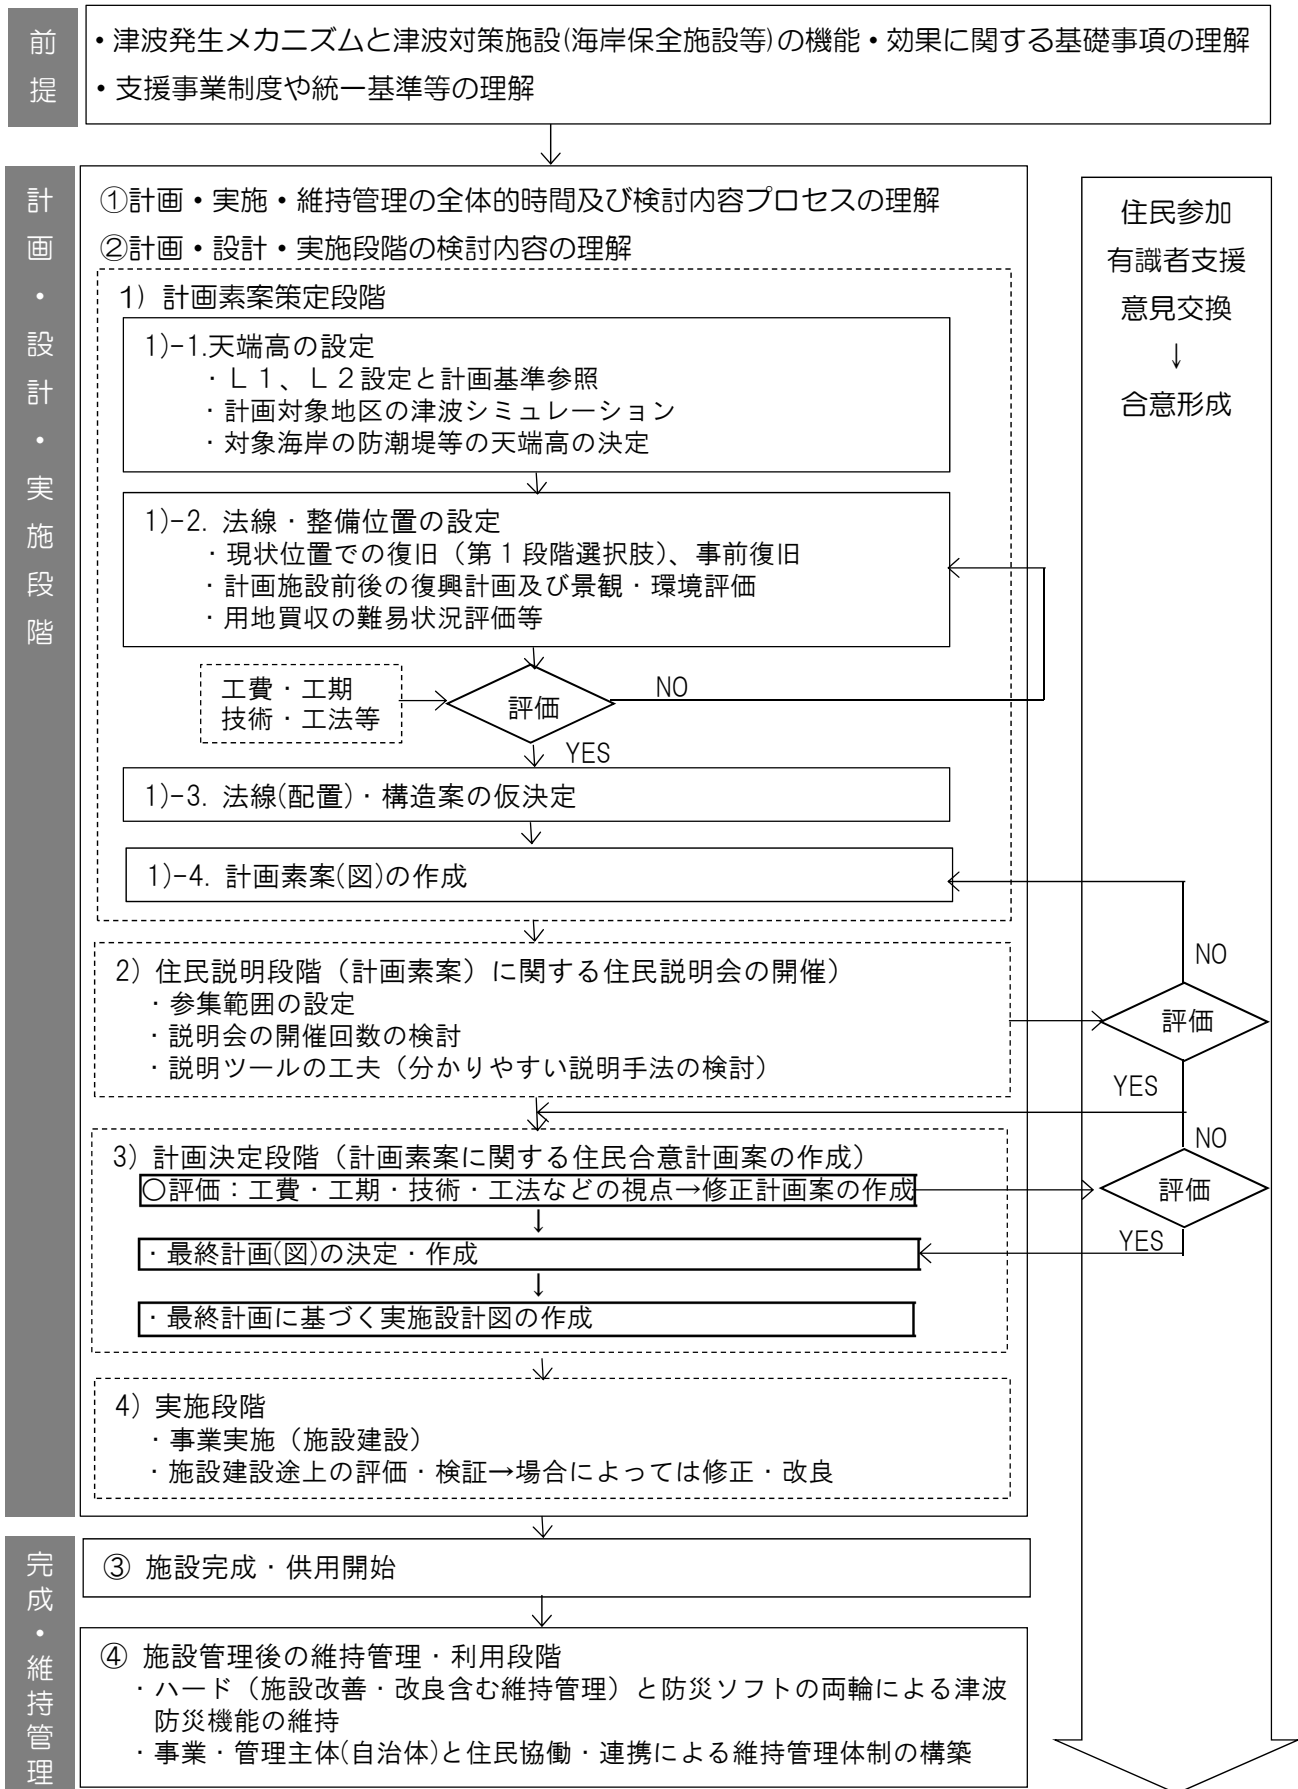 前提
・津波発生メカニズムと津波対策施設(海岸保全施設等)の機能・効果に関する基礎事項の理解
・支援事業制度や統一基準等の理解
計画・設計・実施段階
①計画・実施・維持管理の全体的時間及び検討内容プロセスの理解
②計画・設計・実施段階の検討内容の理解
1) 計画素案策定段階
1)-1.天端高の設定
・L1、L2設定と計画基準参照
・計画対象地区の津波シミュレーション
・対象海岸の防潮堤等の天端高の決定
1)-2. 法線・整備位置の設定
・現状位置での復旧（第1段階選択肢)、事前復旧
・計画施設前後の復興計画及び景観・環境評価
・用地買収の難易状況評価等
工費・工期
技術・工法等
評価
NO
YES
1)-3. 法線(配置)・構造案の仮決定
1)-4. 計画素案(図)の作成
2) 住民説明段階（計画素案）に関する住民説明会の開催）
・参集範囲の設定
・説明会の開催回数の検討
・説明ツールの工夫（分かりやすい説明手法の検討）
3) 計画決定段階（計画素案に関する住民合意計画案の作成）
〇評価：工費・工期・技術・工法などの視点→修正計画案の作成
↓
・最終計画(図)の決定・作成
↓
・最終計画に基づく実施設計図の作成
4) 実施段階
・事業実施（施設建設）
・施設建設途上の評価・検証→場合によっては修正・改良
住民参加
有識者支援
意見交換
↓
合意形成
NO
評価
YES
NO
評価
YES
完成・維持管理
③ 施設完成・供用開始
④ 施設管理後の維持管理・利用段階
・ハード（施設改善・改良含む維持管理）と防災ソフトの両輪による津波
防災機能の維持
・事業・管理主体(自治体)と住民協働・連携による維持管理体制の構築